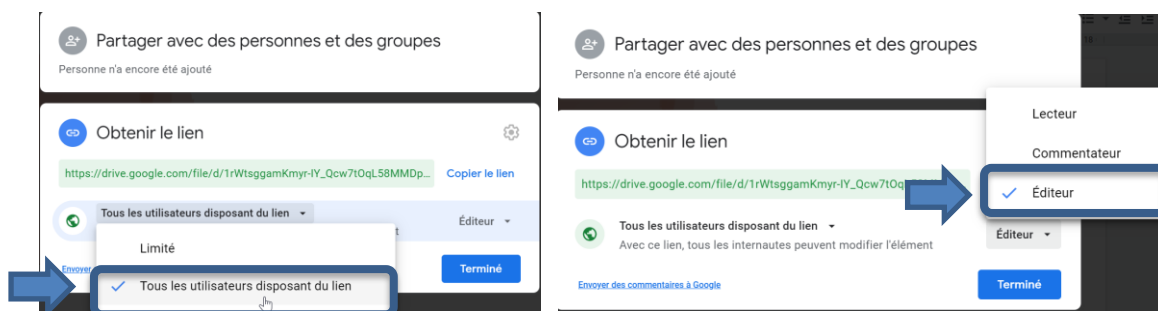 Partager avec des personnes et des groupes
Personne n'a encore été ajouté
Obtenir le lien
https://drive.google.com/file/d/1rWtsggamKmyr-IY_Qcw7tOqL58MMDp...
Copier le lien
Tous les utilisateurs disposant du lien
Éditeur
Limité
Envoyer
Terminé
Tous les utilisateurs disposant du lien
Partager avec des personnes et des groupes
Personne n'a encore été ajouté
Obtenir le lien
https://drive.google.com/file/d/1rWtsggamKmyr-IY_Qcw7tOq
Tous les utilisateurs disposant du lien
Avec ce lien, tous les internautes peuvent modifier l'élément
Éditeur
Envoyer des commentaires à Google
Terminé
Lecteur
Commentateur
Éditeur